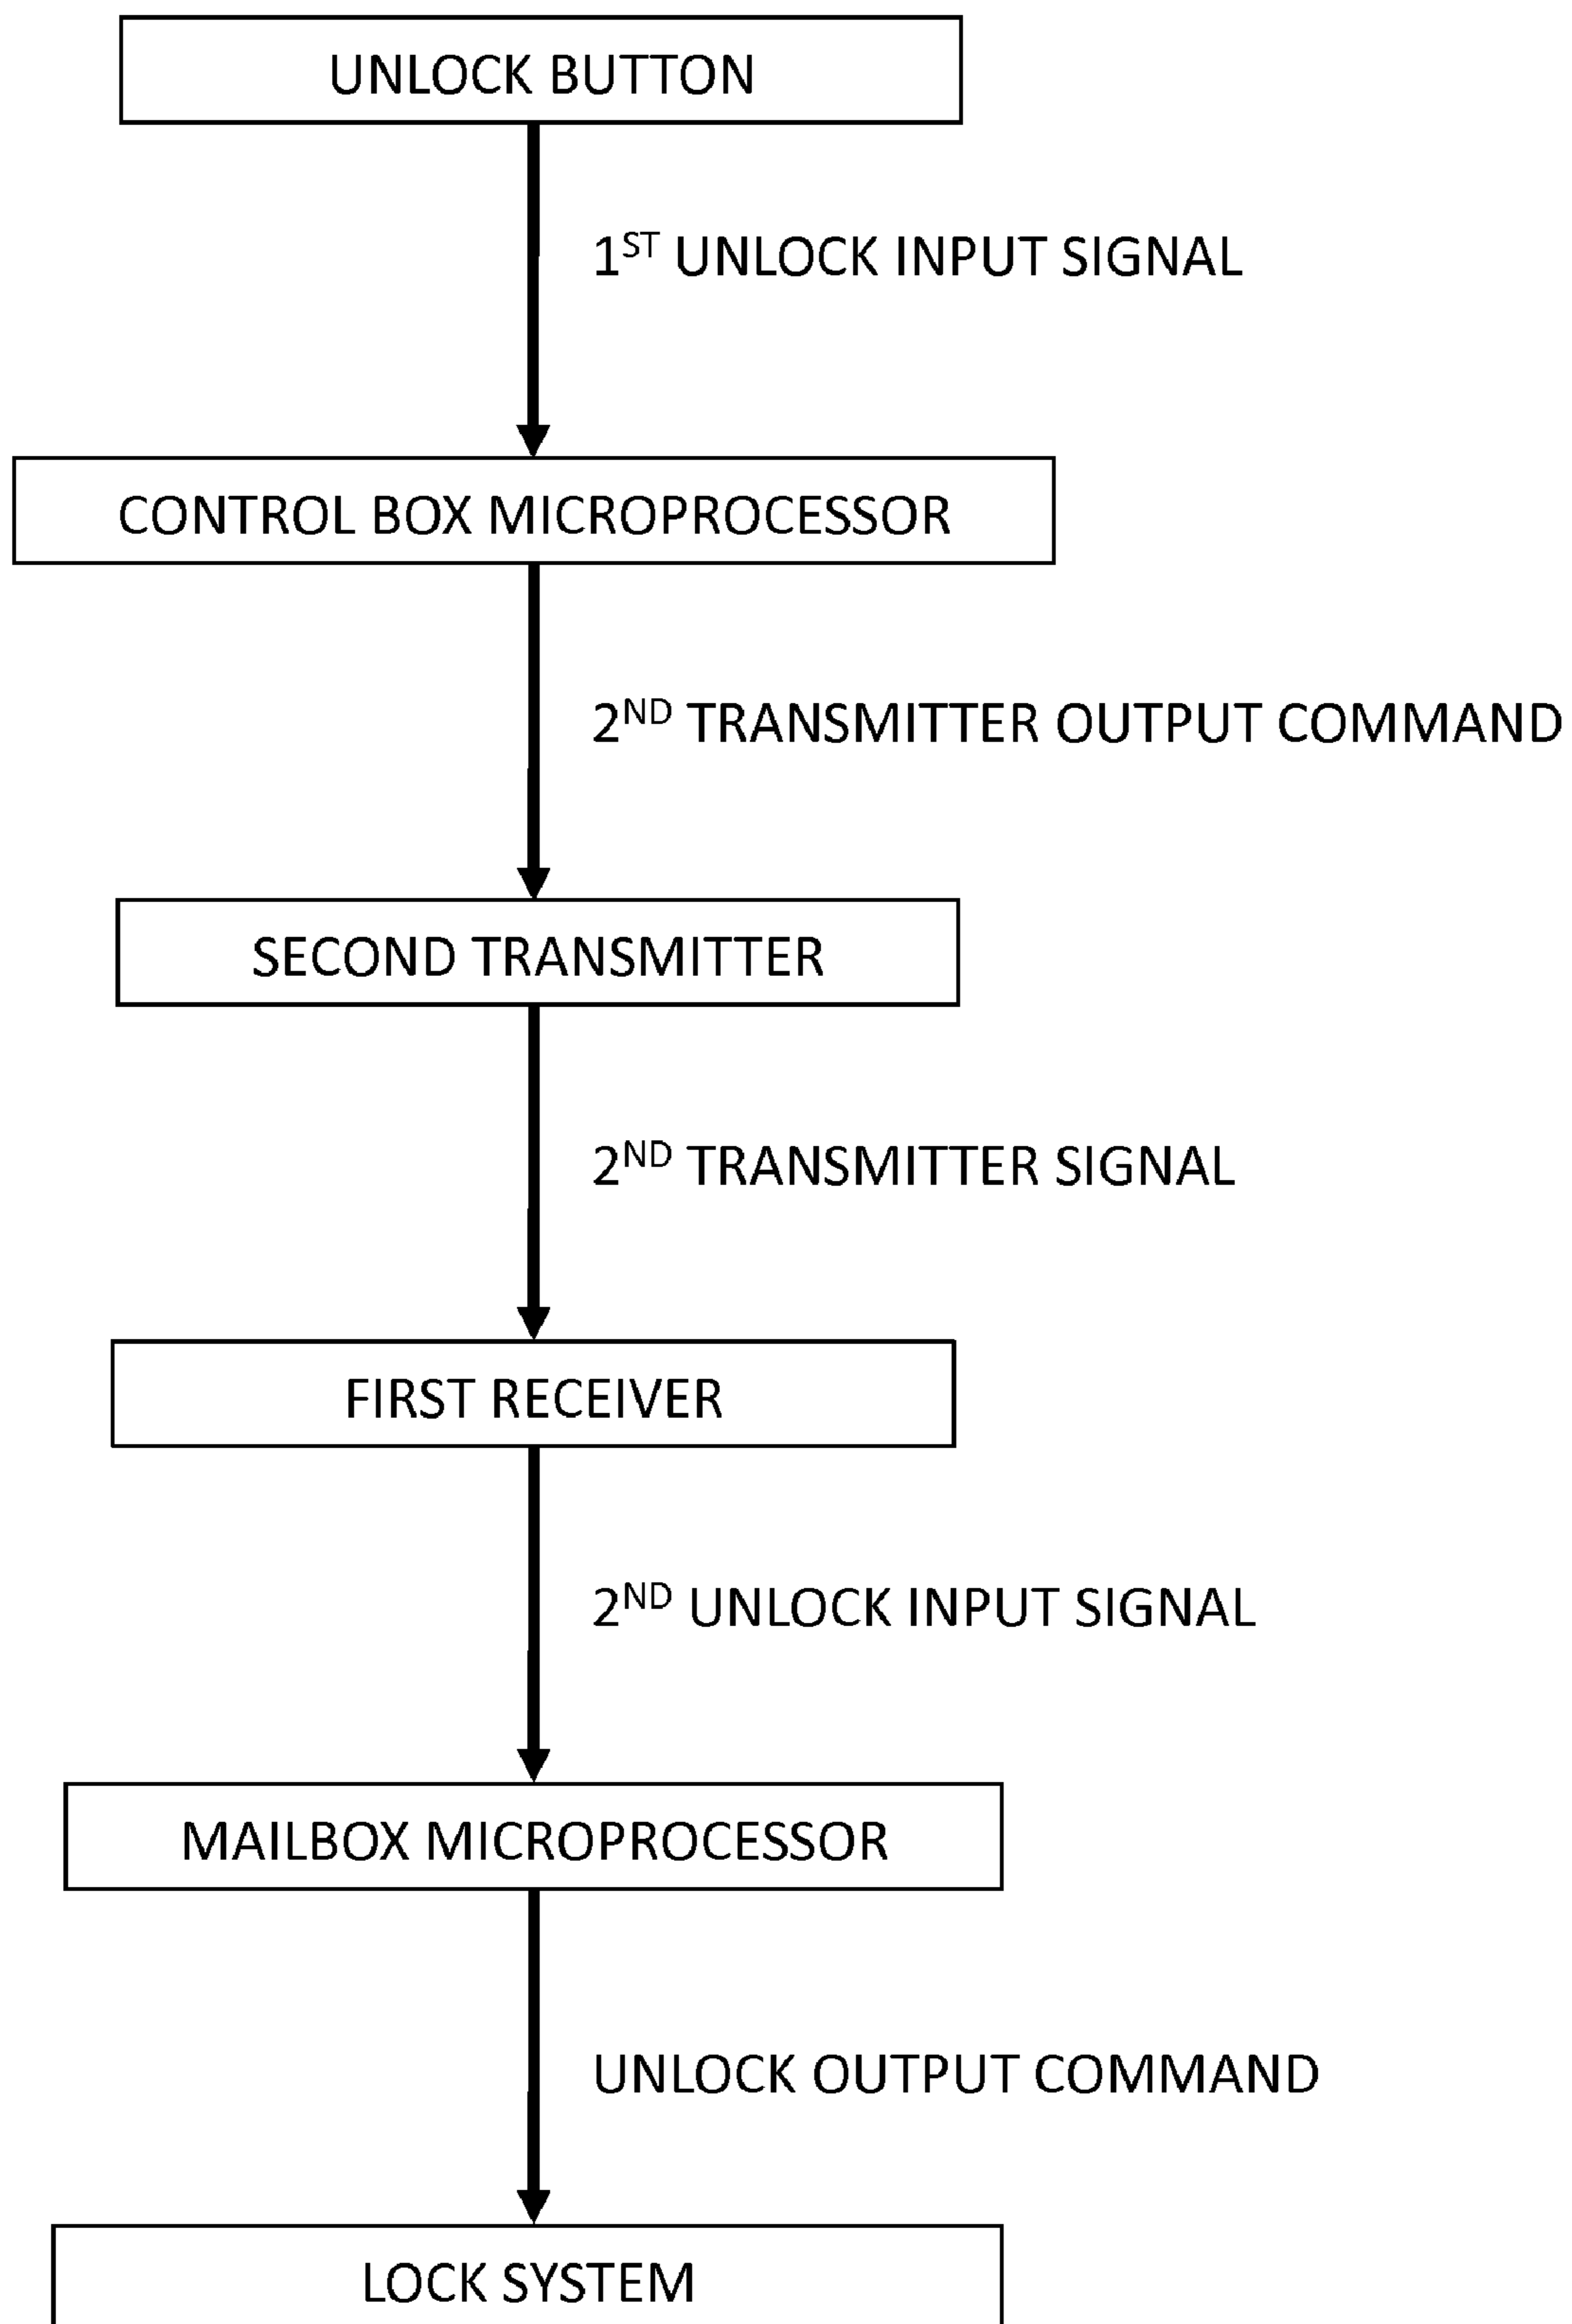 UNLOCK BUTTON
1ST UNLOCK INPUT SIGNAL
CONTROL BOX MICROPROCESSOR
2ND TRANSMITTER OUTPUT COMMAND
SECOND TRANSMITTER
2ND TRANSMITTER SIGNAL
FIRST RECEIVER
2ND UNLOCK INPUT SIGNAL
MAILBOX MICROPROCESSOR
UNLOCK OUTPUT COMMAND
LOCK SYSTEM